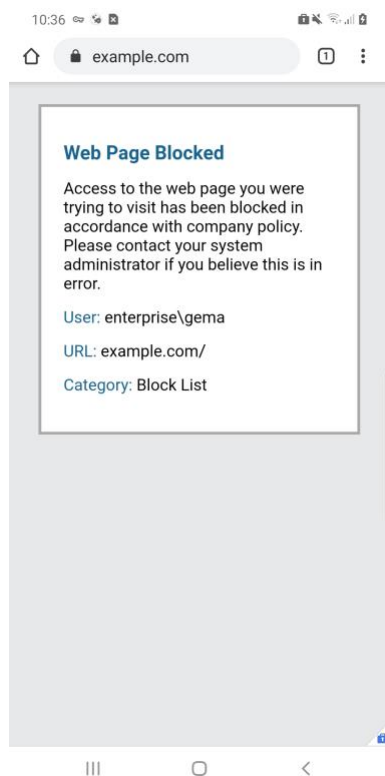 10:36
example.com
1
Web Page Blocked
Access to the web page you were
trying to visit has been blocked in
accordance with company policy.
Please contact your system
administrator if you believe this is in
error.
User: enterprise\gema
URL: example.com/
Category: Block List